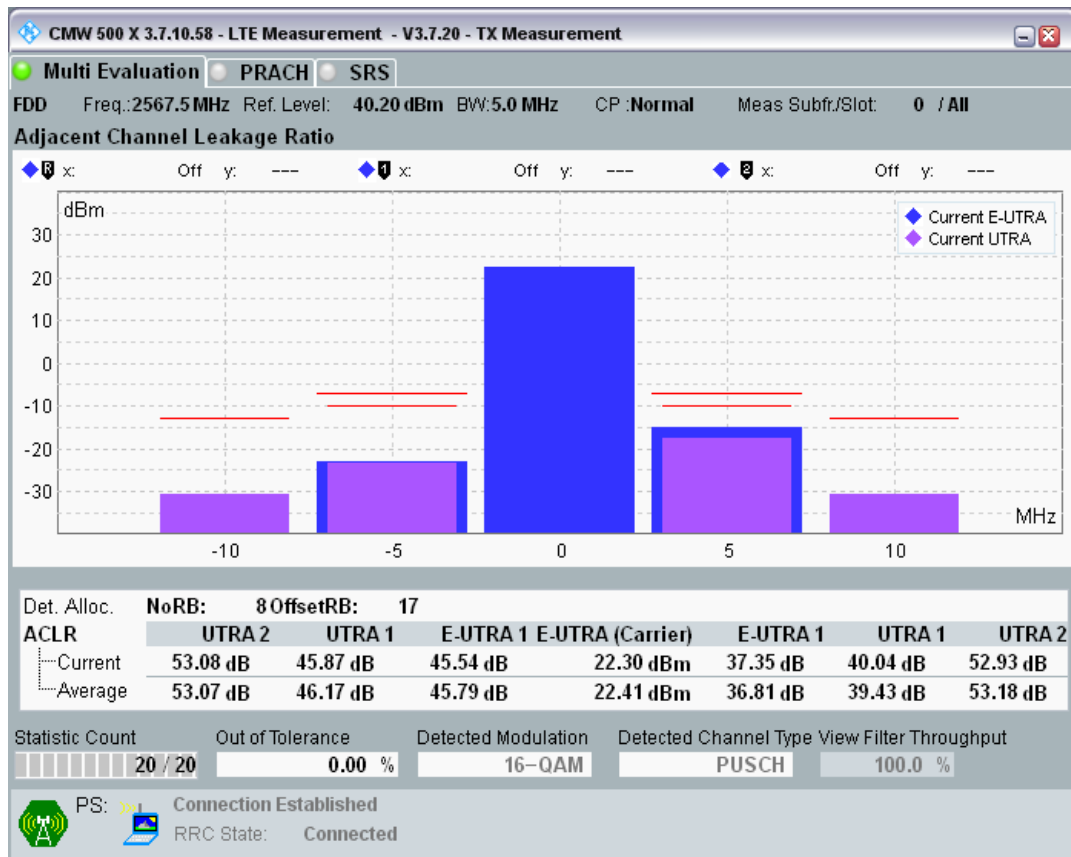 CMW 500 X 3.7.10.58 - LTE Measurement - V3.7.20 - TX Measurement
Multi Evaluation PRACH SRS
FDD Freq.:2567.5 MHz Ref. Level: 40.20 dBm BW:5.0 MHz CP :Normal Meas Subfr./Slot: 0 / All
Adjacent Channel Leakage Ratio
R x: Off y: --- 1 x: Off y: --- 2 x: Off y: ---
dBm
Current E-UTRA
Current UTRA
30
20
10
0
-10
-20
-30
MHz
-10 -5 0 5 10
Det. Alloc. NoRB: 8 OffsetRB: 17
ACLR UTRA 2 UTRA 1 E-UTRA 1 E-UTRA (Carrier) E-UTRA 1 UTRA 1 UTRA 2
Current 53.08 dB 45.87 dB 45.54 dB 22.30 dBm 37.35 dB 40.04 dB 52.93 dB
Average 53.07 dB 46.17 dB 45.79 dB 22.41 dBm 36.81 dB 39.43 dB 53.18 dB
Statistic Count Out of Tolerance Detected Modulation Detected Channel Type View Filter Throughput
20 / 20 0.00 % 16-QAM PUSCH 100.0 %
PS: Connection Established
RRC State: Connected